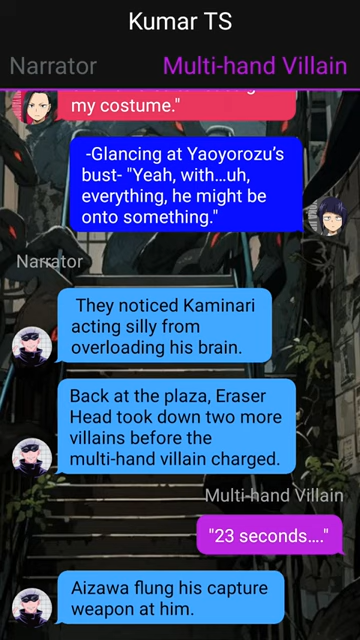 Kumar TS
Narrator
Multi-hand Villain
my costume."
-Glancing at Yaoyorozu’s
bust- "Yeah, with…uh,
everything, he might be
onto something."
Narrator
They noticed Kaminari
acting silly from
overloading his brain.
Back at the plaza, Eraser
Head took down two more
villains before the
multi-hand villain charged.
Multi-hand Villain
"23 seconds…."
Aizawa flung his capture
weapon at him.